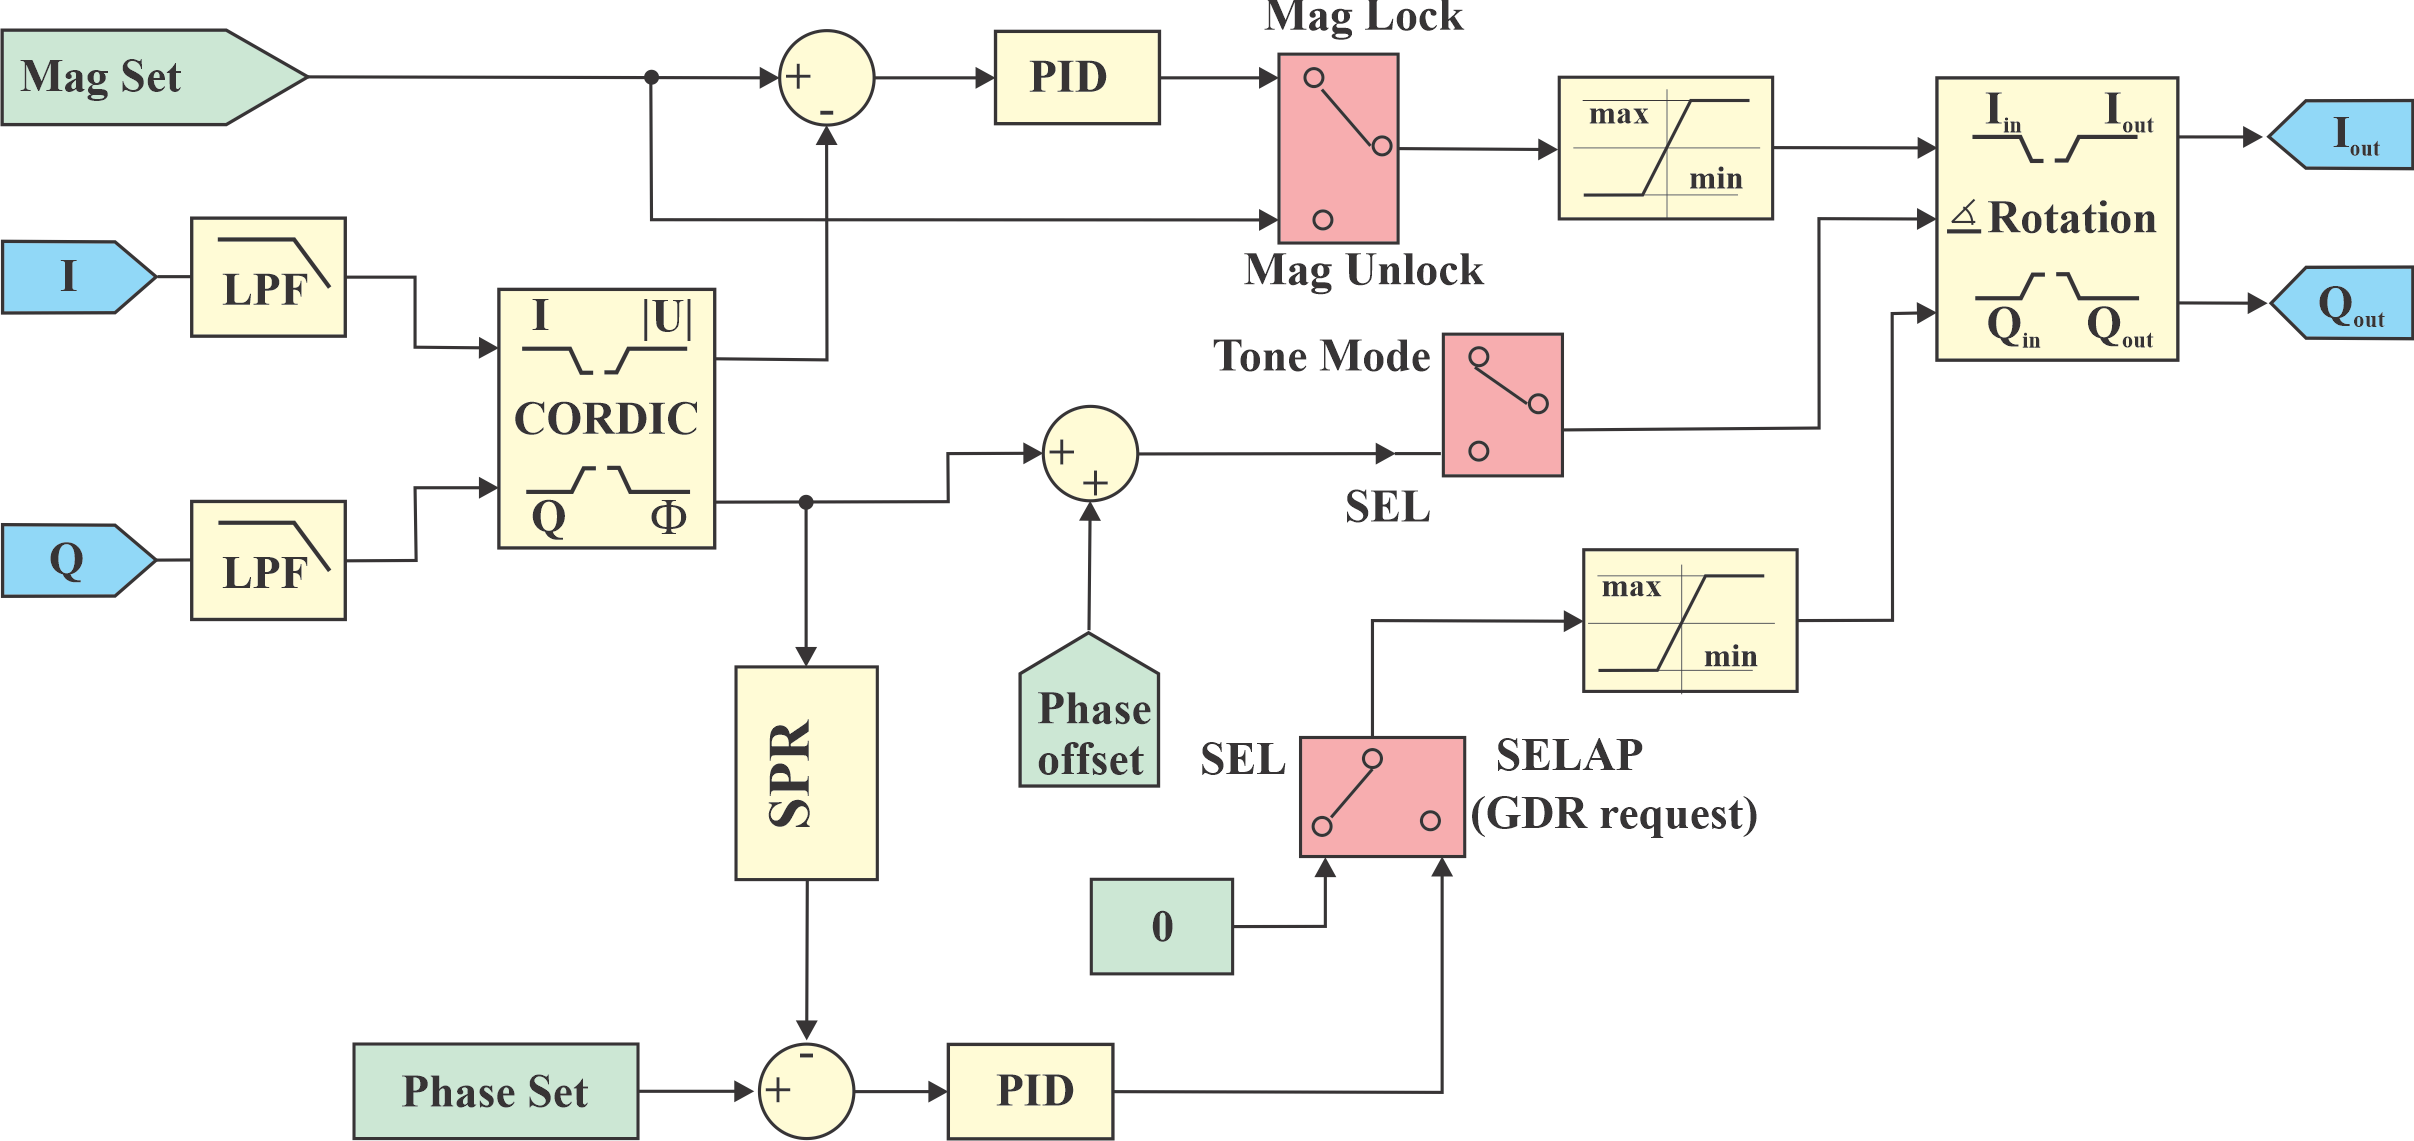 Mag Lock
Mag Set
+
-
PID
max
min
I_in I_out
∡ Rotation
Q_in Q_out
I_out
Q_out
Mag Unlock
I
LPF
I |U|
CORDIC
Q Φ
Q
LPF
Tone Mode
SEL
+
+
Phase
offset
max
min
SPR
SEL
SELAP
(GDR request)
0
Phase Set
-
+
PID